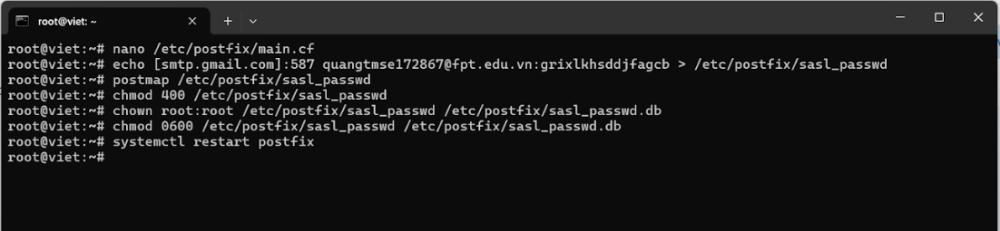 root@viet: ~
root@viet:~# nano /etc/postfix/main.cf
root@viet:~# echo [smtp.gmail.com]:587 quangtmse172867@fpt.edu.vn:grixlkhsddjfagcb > /etc/postfix/sasl_passwd
root@viet:~# postmap /etc/postfix/sasl_passwd
root@viet:~# chmod 400 /etc/postfix/sasl_passwd
root@viet:~# chown root:root /etc/postfix/sasl_passwd /etc/postfix/sasl_passwd.db
root@viet:~# chmod 0600 /etc/postfix/sasl_passwd /etc/postfix/sasl_passwd.db
root@viet:~# systemctl restart postfix
root@viet:~#